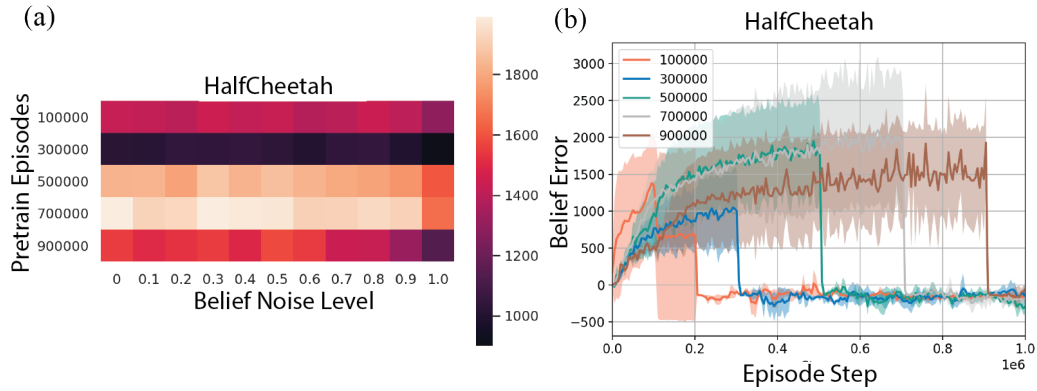 (a)
HalfCheetah
Pretrain Episodes
100000
300000
500000
700000
900000
0 0.1 0.2 0.3 0.4 0.5 0.6 0.7 0.8 0.9 1.0
Belief Noise Level
1800
1600
1400
1200
1000
(b)
HalfCheetah
Belief Error
3000
2500
2000
1500
1000
500
0
−500
100000
300000
500000
700000
900000
0.0 0.2 0.4 0.6 0.8 1.0
1e6
Episode Step